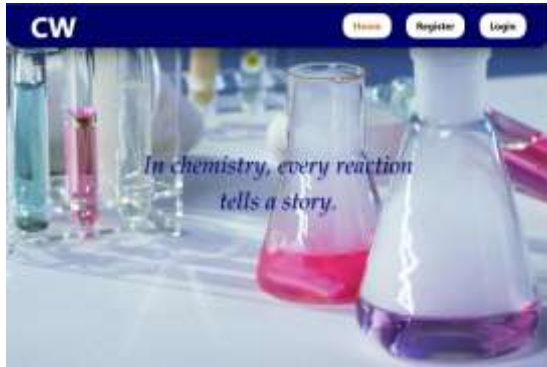 CW
Home Register Login
In chemistry, every reaction
tells a story.